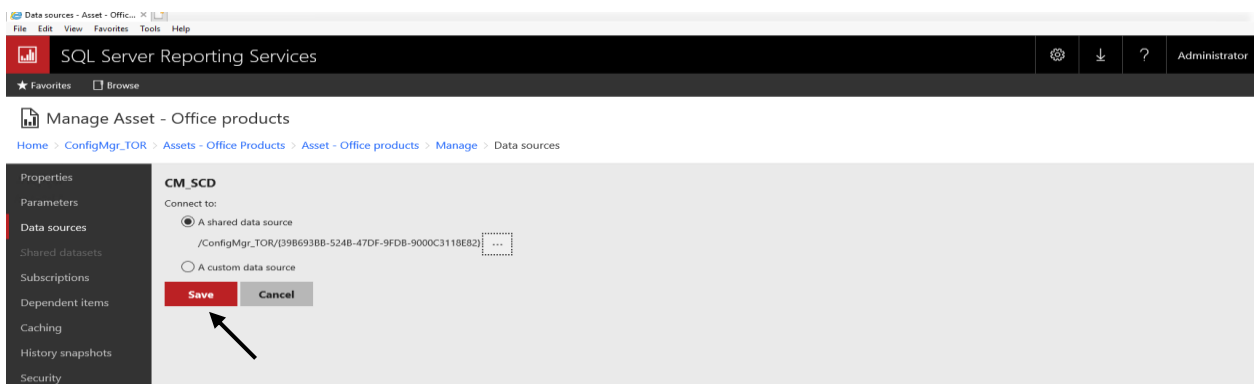 Data sources - Asset - Offic...
File Edit View Favorites Tools Help
SQL Server Reporting Services
? Administrator
Favorites Browse
Manage Asset - Office products
Home > ConfigMgr_TOR > Assets - Office Products > Asset - Office products > Manage > Data sources
Properties
CM_SCD
Parameters
Connect to:
A shared data source
Data sources
/ConfigMgr_TOR/{39B693BB-524B-47DF-9FDB-9000C3118E82} ...
Shared datasets
A custom data source
Subscriptions
Save Cancel
Dependent items
Caching
History snapshots
Security